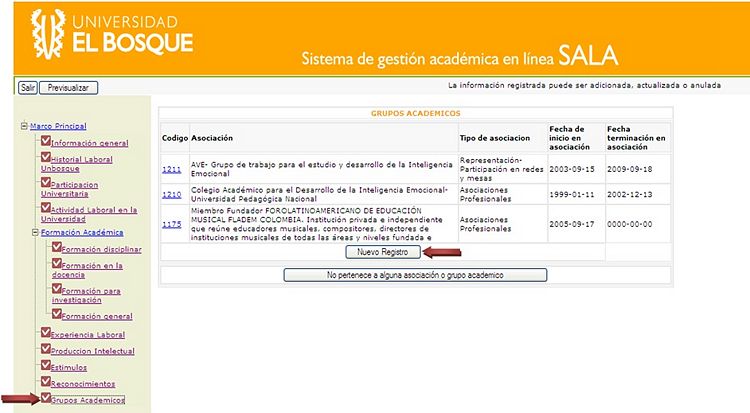 UNIVERSIDAD
EL BOSQUE
Sistema de gestión académica en línea SALA
Salir Previsualizar
La información registrada puede ser adicionada, actualizada o anulada
Marco Principal
Información general
Historial Laboral
Unbosque
Participacion
Universitaria
Actividad Laboral en la
Universidad
Formación Académica
Formación disciplinar
Formación en la
docencia
Formación para
investigación
Formación general
Experiencia Laboral
Produccion Intelectual
Estimulos
Reconocimientos
Grupos Academicos
GRUPOS ACADEMICOS
Codigo Asociación Tipo de asociacion Fecha de inicio en asociación Fecha terminación en asociación
1211 AVE- Grupo de trabajo para el estudio y desarrollo de la Inteligencia Emocional Representación- Participación en redes y mesas 2003-09-15 2009-09-18
1210 Colegio Académico para el Desarrollo de la Inteligencia Emocional- Universidad Pedagógica Nacional Asociaciones Profesionales 1999-01-11 2002-12-13
1175 Miembro Fundador FOROLATINOAMERICANO DE EDUCACIÓN MUSICAL FLADEM COLOMBIA. Institución privada e independiente que reúne educadores musicales, compositores, directores de instituciones musicales de todas las áreas y niveles fundada e Asociaciones Profesionales 2005-09-17 0000-00-00
Nuevo Registro
No pertenece a alguna asociación o grupo academico